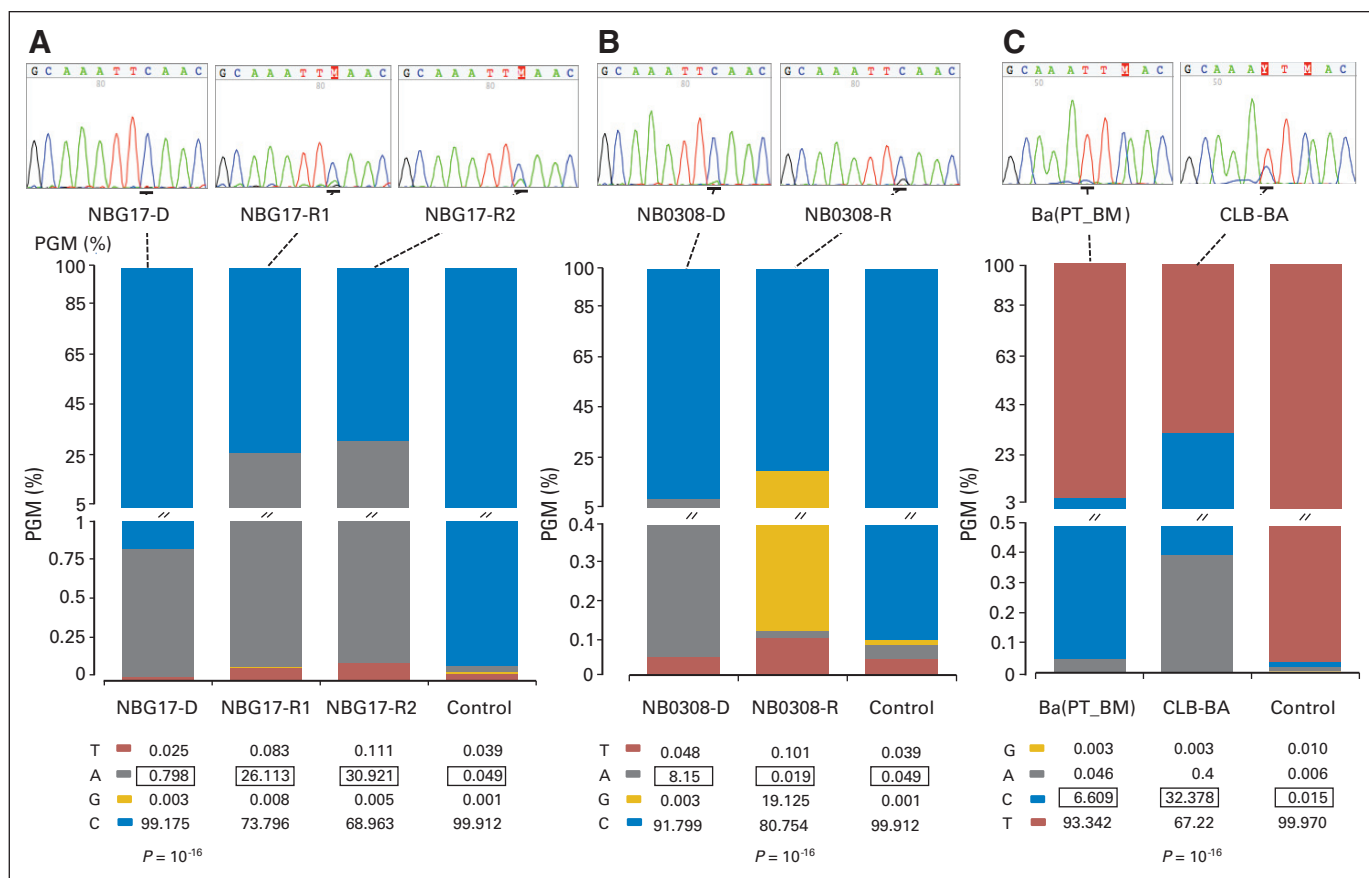 A
B
C
G C A A A T T C A A C
80
G C A A A T T M A A C
80
G C A A A T T M A A C
80
G C A A A T T C A A C
80
G C A A A T T C A A C
80
G C A A A T T M A C
50
G C A A A Y T M A C
50
NBG17-D
NBG17-R1
NBG17-R2
NB0308-D
NB0308-R
Ba(PT_BM)
CLB-BA
PGM (%)
100
85
65
45
25
5
PGM (%)
1
0.75
0.5
0.25
0
NBG17-D NBG17-R1 NBG17-R2 Control
T 0.025 0.083 0.111 0.039
A 0.798 26.113 30.921 0.049
G 0.003 0.008 0.005 0.001
C 99.175 73.796 68.963 99.912
P = 10-16
100
85
65
45
25
5
PGM (%)
0.4
0.3
0.2
0.1
0
NB0308-D NB0308-R Control
T 0.048 0.101 0.039
A 8.15 0.019 0.049
G 0.003 19.125 0.001
C 91.799 80.754 99.912
P = 10-16
100
83
63
43
23
3
PGM (%)
0.5
0.4
0.3
0.2
0.1
0
Ba(PT_BM) CLB-BA Control
G 0.003 0.003 0.010
A 0.046 0.4 0.006
C 6.609 32.378 0.015
T 93.342 67.22 99.970
P = 10-16